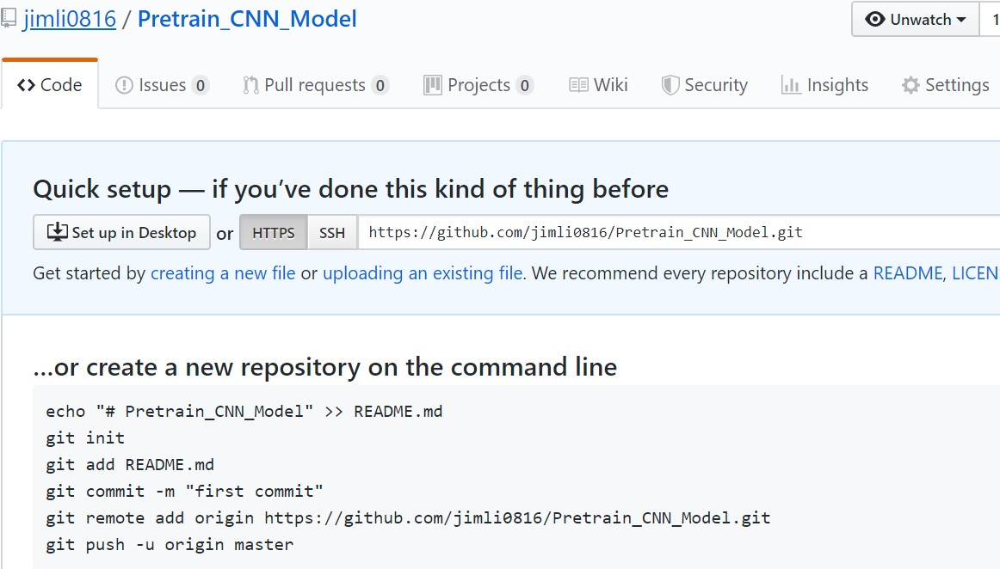 jimli0816 / Pretrain_CNN_Model Unwatch 1
Code Issues 0 Pull requests 0 Projects 0 Wiki Security Insights Settings
Quick setup — if you’ve done this kind of thing before
Set up in Desktop or HTTPS SSH https://github.com/jimli0816/Pretrain_CNN_Model.git
Get started by creating a new file or uploading an existing file. We recommend every repository include a README, LICEN
…or create a new repository on the command line
echo "# Pretrain_CNN_Model" >> README.md
git init
git add README.md
git commit -m "first commit"
git remote add origin https://github.com/jimli0816/Pretrain_CNN_Model.git
git push -u origin master